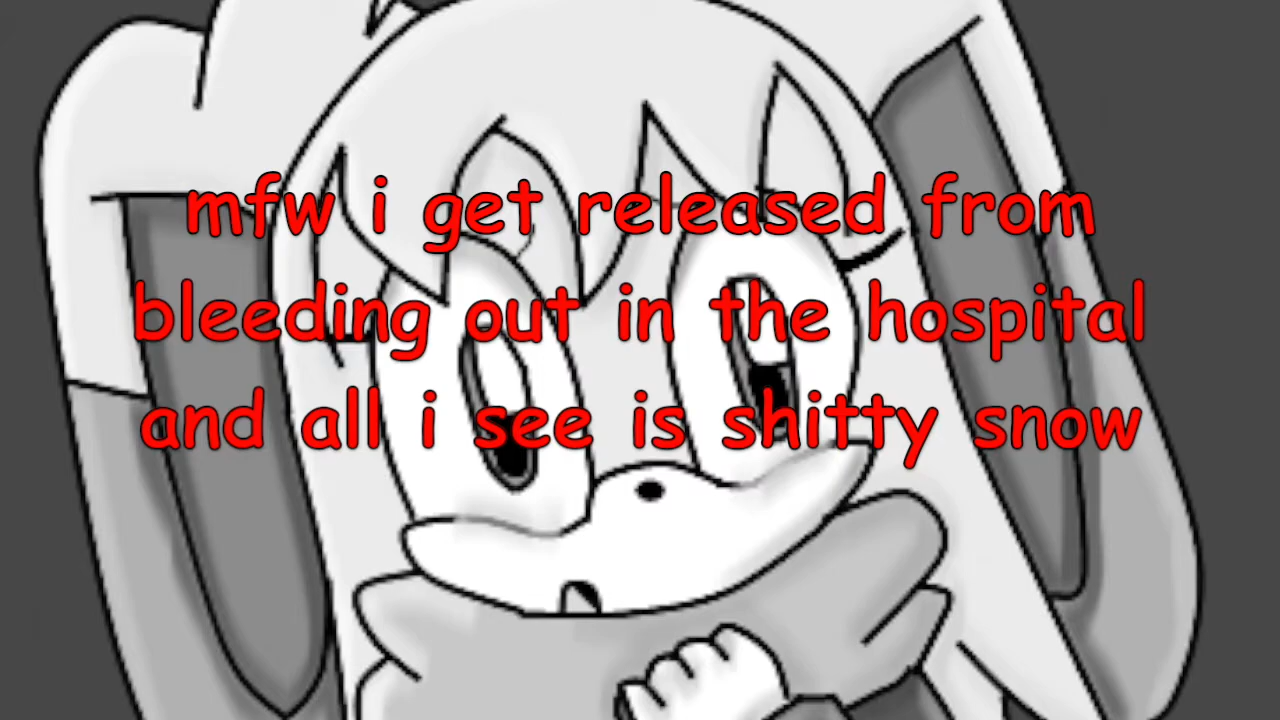 mfw i get released from
bleeding out in the hospital
and all i see is shitty snow